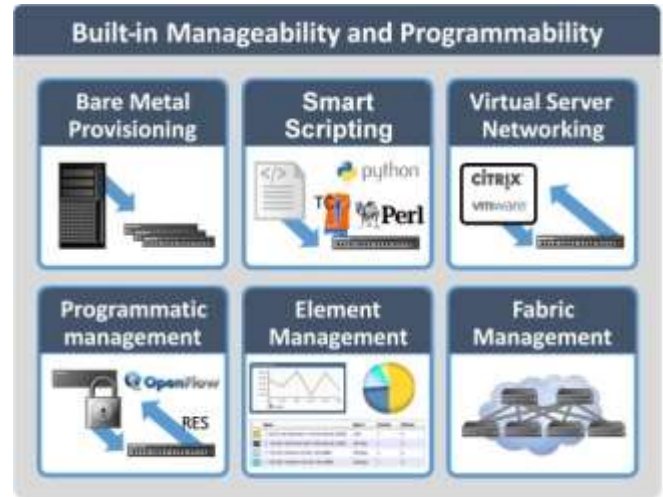 Built-in Manageability and Programmability
Bare Metal
Provisioning
Smart
Scripting
Virtual Server
Networking
</>
python
TC
Perl
CITRIX
vmware
Programmatic
management
Element
Management
Fabric
Management
OpenFlow
RES